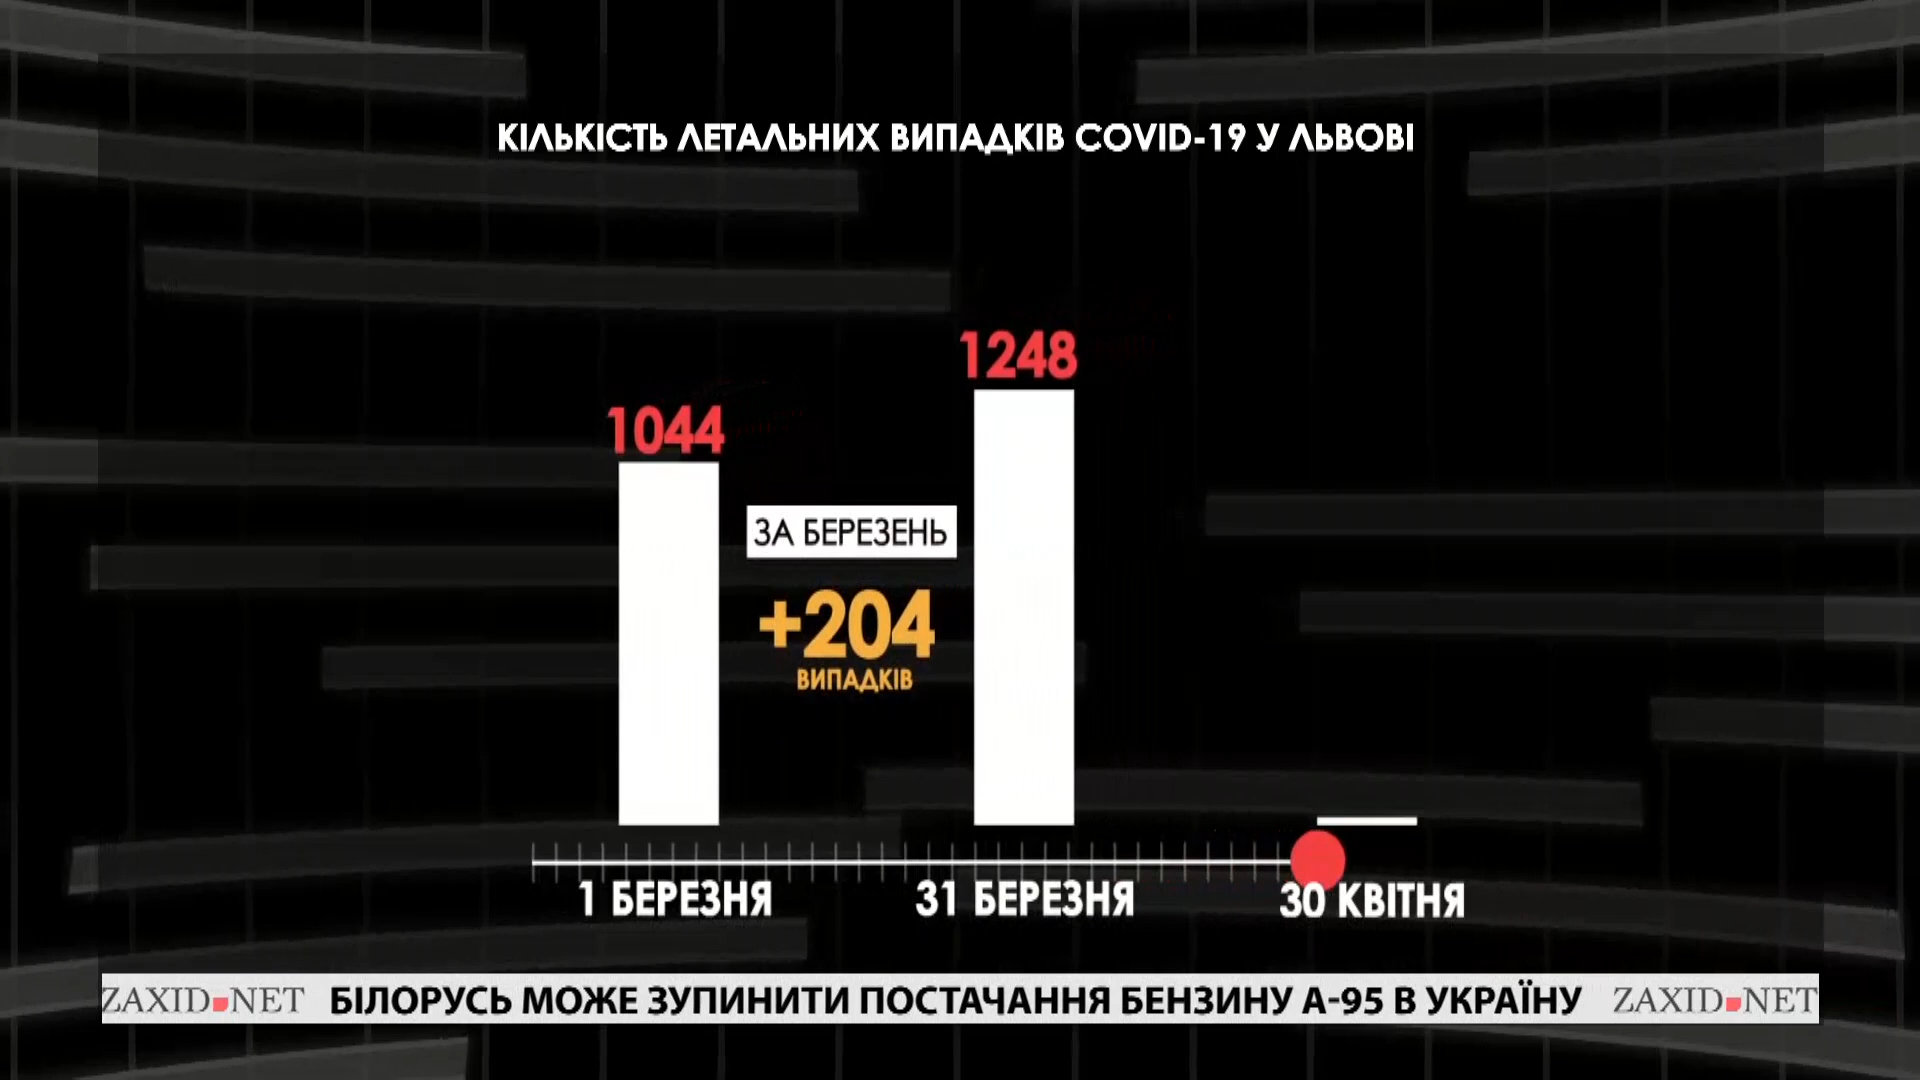 КІЛЬКІСТЬ ЛЕТАЛЬНИХ ВИПАДКІВ COVID-19 У ЛЬВОВІ
1248
1044
ЗА БЕРЕЗЕНЬ
+204
ВИПАДКІВ
1 БЕРЕЗНЯ 31 БЕРЕЗНЯ 30 КВІТНЯ
ZAXID.NET БІЛОРУСЬ МОЖЕ ЗУПИНИТИ ПОСТАЧАННЯ БЕНЗИНУ А-95 В УКРАЇНУ ZAXID.NET